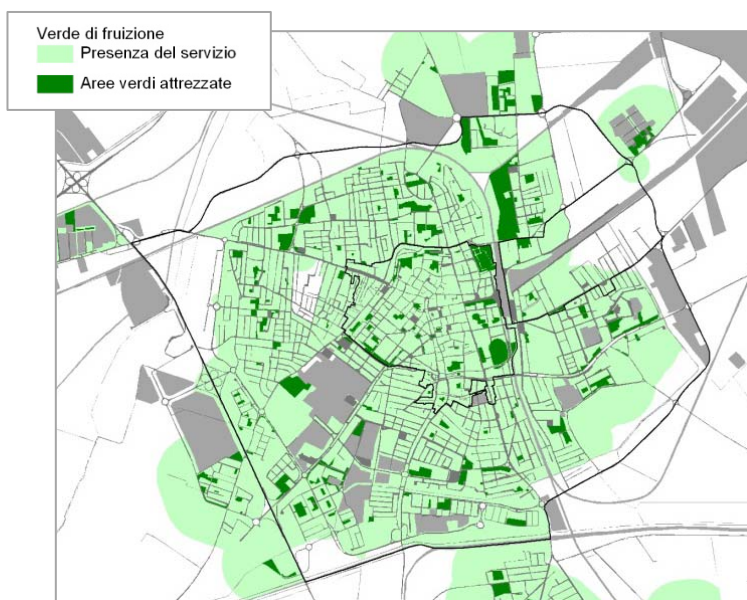 Verde di fruizione
Presenza del servizio
Aree verdi attrezzate